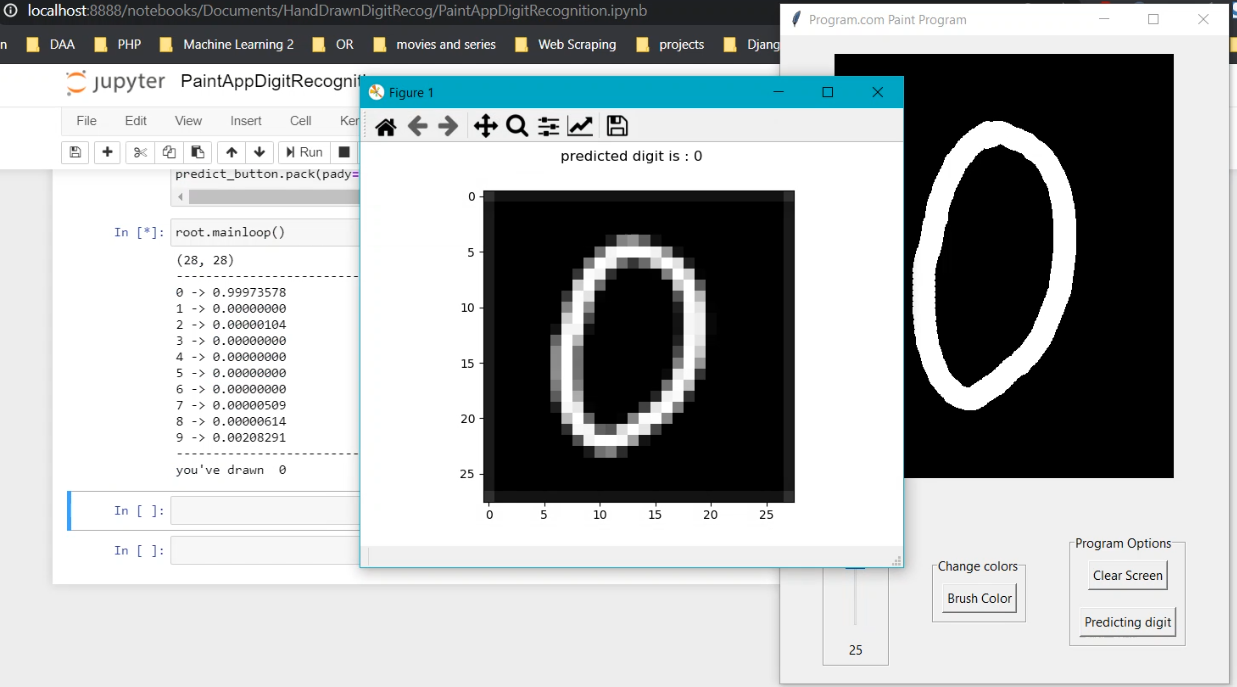 localhost:8888/notebooks/Documents/HandDrawnDigitRecog/PaintAppDigitRecognition.ipynb
n DAA PHP Machine Learning 2 OR movies and series Web Scraping projects Djang
jupyter PaintAppDigitRecogniti
File Edit View Insert Cell Ker
Run
predict_button.pack(pady=
In [*]: root.mainloop()
(28, 28)
----------------------
0 -> 0.99973578
1 -> 0.00000000
2 -> 0.00000104
3 -> 0.00000000
4 -> 0.00000000
5 -> 0.00000000
6 -> 0.00000000
7 -> 0.00000509
8 -> 0.00000614
9 -> 0.00208291
----------------------
you've drawn  0
In [ ]:
In [ ]:
Figure 1
predicted digit is : 0
0
5
10
15
20
25
0 5 10 15 20 25
Program.com Paint Program
25
Change colors
Brush Color
Program Options
Clear Screen
Predicting digit